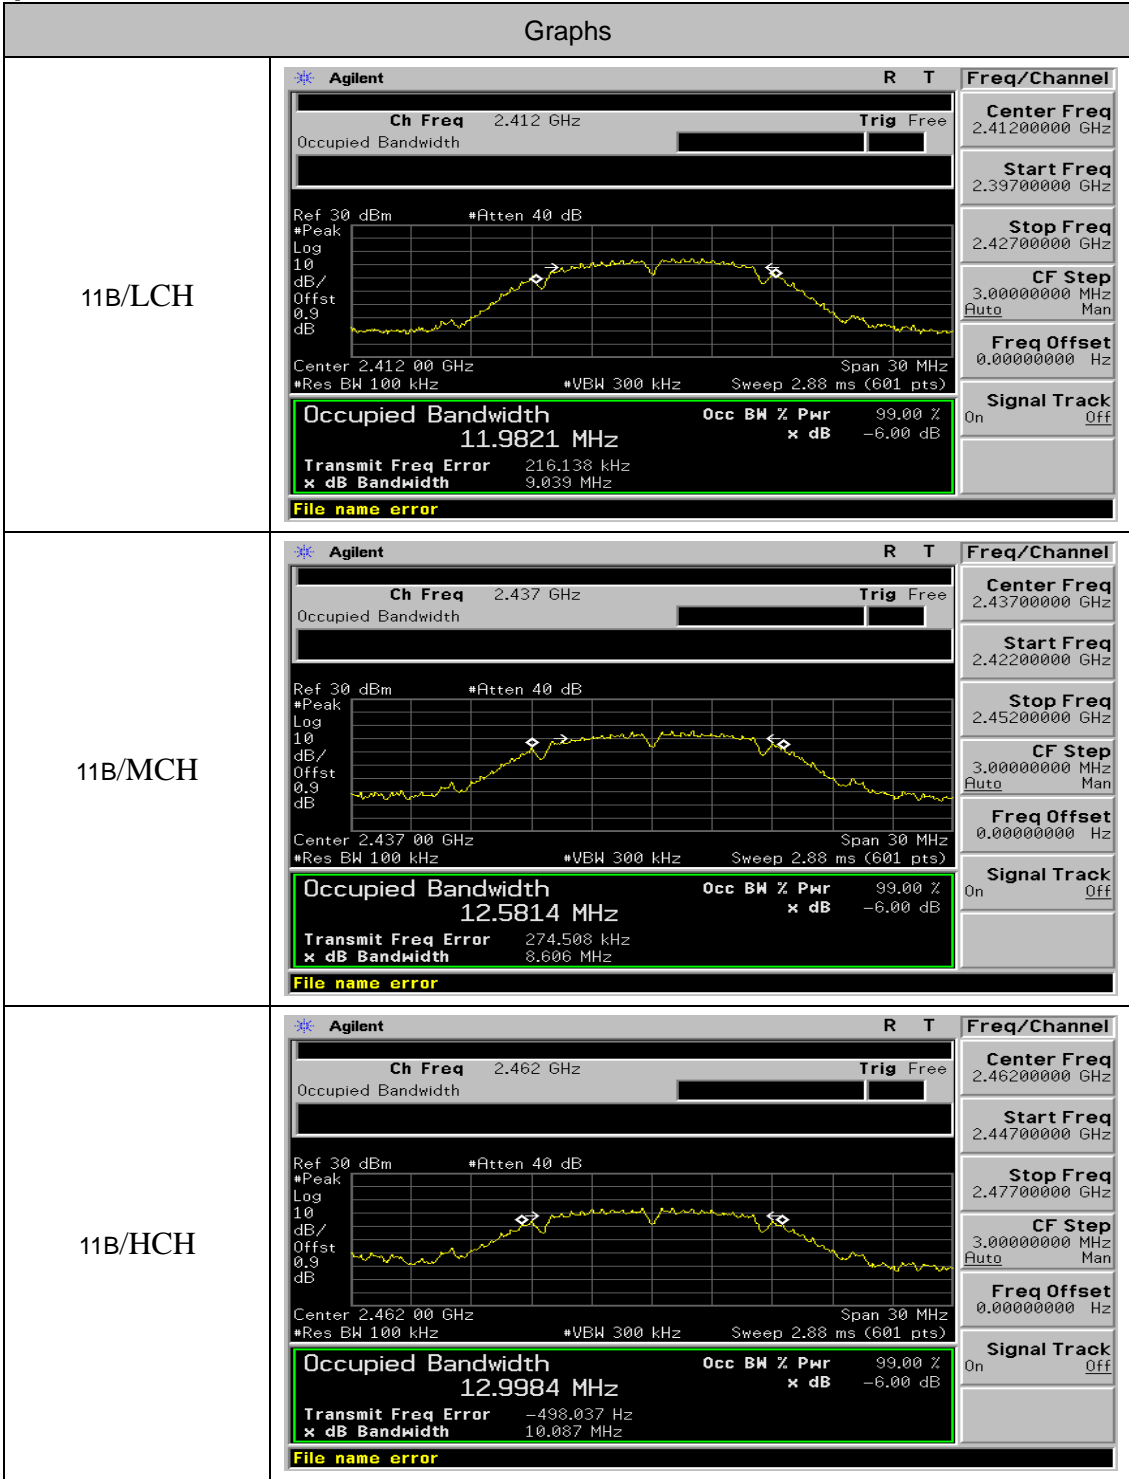 Graphs
11B/LCH
Agilent R T Freq/Channel
Ch Freq 2.412 GHz Trig Free
Occupied Bandwidth
Center Freq
2.41200000 GHz
Start Freq
2.39700000 GHz
Stop Freq
2.42700000 GHz
CF Step
3.00000000 MHz
Auto Man
Freq Offset
0.00000000 Hz
Signal Track
On Off
Ref 30 dBm #Atten 40 dB
#Peak
Log
10
dB/
Offst
0.9
dB
Center 2.412 00 GHz Span 30 MHz
#Res BW 100 kHz #VBW 300 kHz Sweep 2.88 ms (601 pts)
Occupied Bandwidth Occ BW % Pwr 99.00 %
11.9821 MHz x dB -6.00 dB
Transmit Freq Error 216.138 kHz
x dB Bandwidth 9.039 MHz
File name error
11B/MCH
Agilent R T Freq/Channel
Ch Freq 2.437 GHz Trig Free
Occupied Bandwidth
Center Freq
2.43700000 GHz
Start Freq
2.42200000 GHz
Stop Freq
2.45200000 GHz
CF Step
3.00000000 MHz
Auto Man
Freq Offset
0.00000000 Hz
Signal Track
On Off
Ref 30 dBm #Atten 40 dB
#Peak
Log
10
dB/
Offst
0.9
dB
Center 2.437 00 GHz Span 30 MHz
#Res BW 100 kHz #VBW 300 kHz Sweep 2.88 ms (601 pts)
Occupied Bandwidth Occ BW % Pwr 99.00 %
12.5814 MHz x dB -6.00 dB
Transmit Freq Error 274.508 kHz
x dB Bandwidth 8.606 MHz
File name error
11B/HCH
Agilent R T Freq/Channel
Ch Freq 2.462 GHz Trig Free
Occupied Bandwidth
Center Freq
2.46200000 GHz
Start Freq
2.44700000 GHz
Stop Freq
2.47700000 GHz
CF Step
3.00000000 MHz
Auto Man
Freq Offset
0.00000000 Hz
Signal Track
On Off
Ref 30 dBm #Atten 40 dB
#Peak
Log
10
dB/
Offst
0.9
dB
Center 2.462 00 GHz Span 30 MHz
#Res BW 100 kHz #VBW 300 kHz Sweep 2.88 ms (601 pts)
Occupied Bandwidth Occ BW % Pwr 99.00 %
12.9984 MHz x dB -6.00 dB
Transmit Freq Error -498.037 Hz
x dB Bandwidth 10.087 MHz
File name error